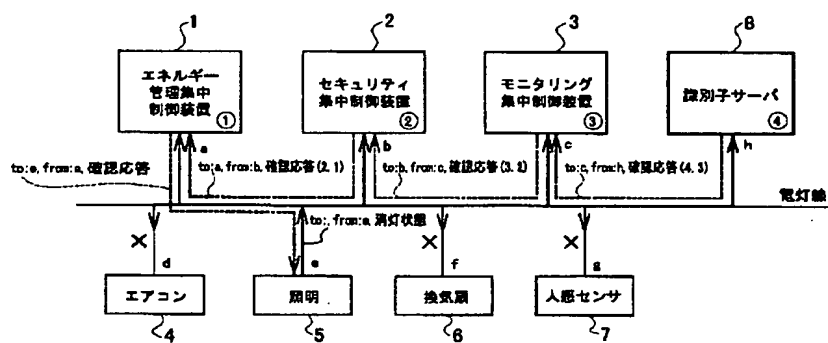 1
2
3
8
エネルギー
管理集中
制御装置
①
セキュリティ
集中制御装置
②
モニタリング
集中制御装置
③
識別子サーバ
④
a
b
c
h
to:e, from:a, 確認応答
to:a, from:b, 確認応答(2, 1)
to:b, from:c, 確認応答(3, 2)
to:c, from:h, 確認応答(4, 3)
電灯線
to:, from:e, 消灯状態
×
×
×
d
e
f
g
エアコン
照明
換気扇
人感センサ
4
5
6
7